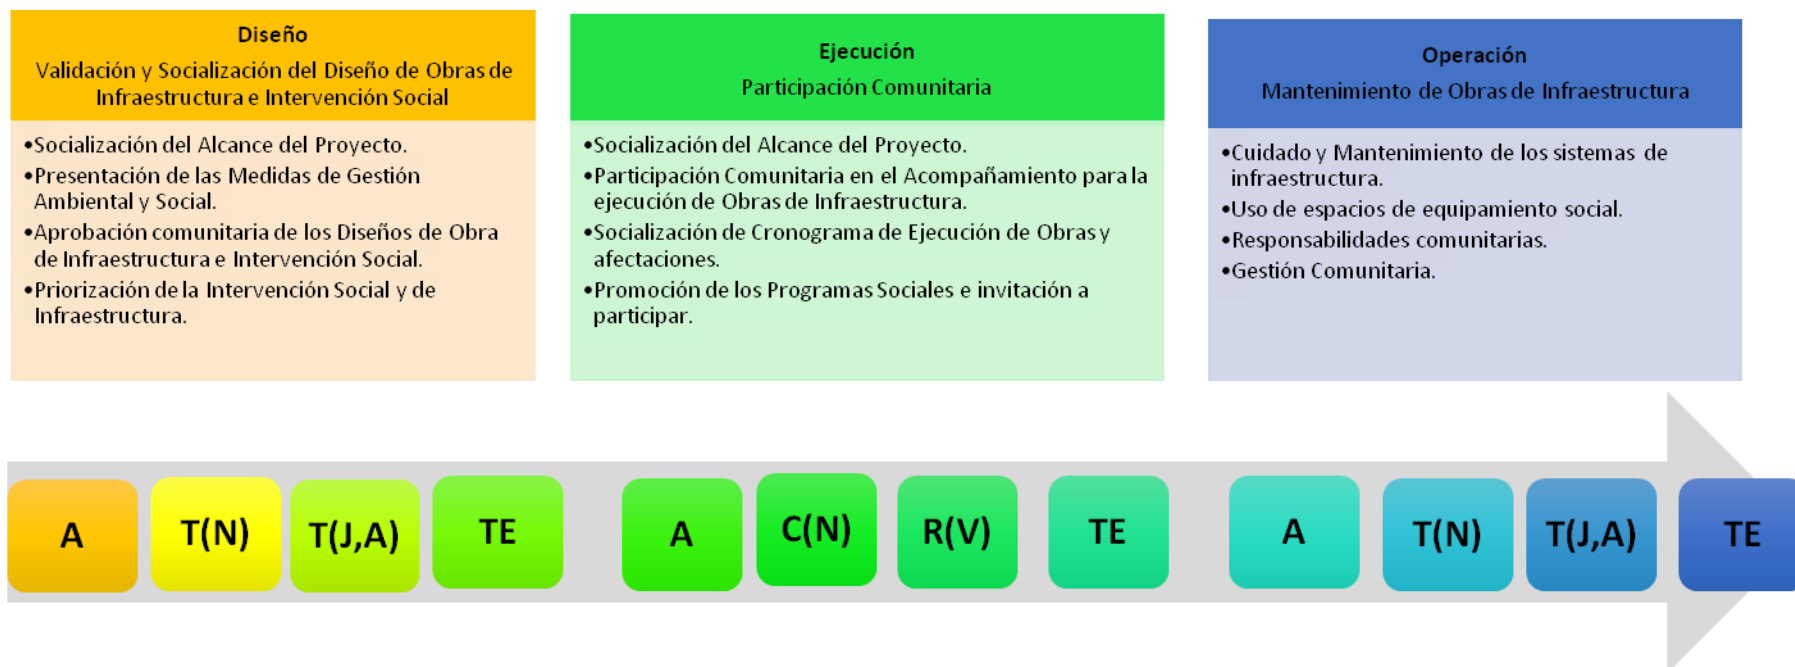 Diseño
Validación y Socialización del Diseño de Obras de
Infraestructura e Intervención Social
•Socialización del Alcance del Proyecto.
•Presentación de las Medidas de Gestión
Ambiental y Social.
•Aprobación comunitaria de los Diseños de Obra
de Infraestructura e Intervención Social.
•Priorización de la Intervención Social y de
Infraestructura.
Ejecución
Participación Comunitaria
•Socialización del Alcance del Proyecto.
•Participación Comunitaria en el Acompañamiento para la
ejecución de Obras de Infraestructura.
•Socialización de Cronograma de Ejecución de Obras y
afectaciones.
•Promoción de los Programas Sociales e invitación a
participar.
Operación
Mantenimiento de Obras de Infraestructura
•Cuidado y Mantenimiento de los sistemas de
infraestructura.
•Uso de espacios de equipamiento social.
•Responsabilidades comunitarias.
•Gestión Comunitaria.
A
T(N)
T(J,A)
TE
A
C(N)
R(V)
TE
A
T(N)
T(J,A)
TE